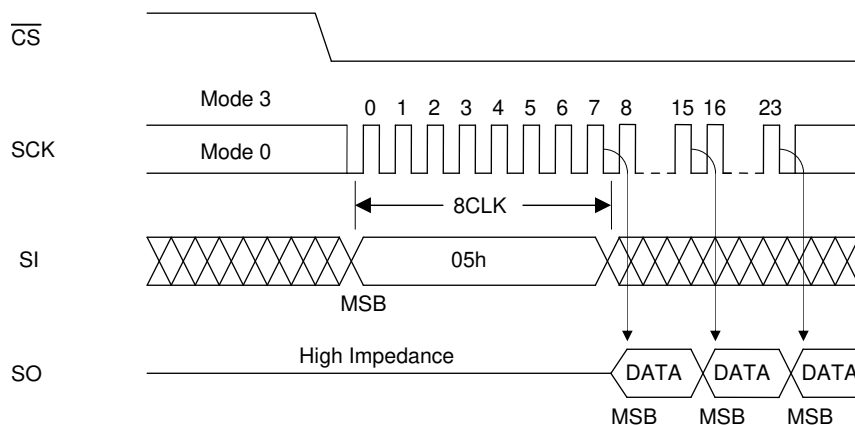 CS
Mode 3
0 1 2 3 4 5 6 7 8 15 16 23
SCK
Mode 0
8CLK
SI
05h
MSB
High Impedance
SO
DATA DATA DATA
MSB MSB MSB